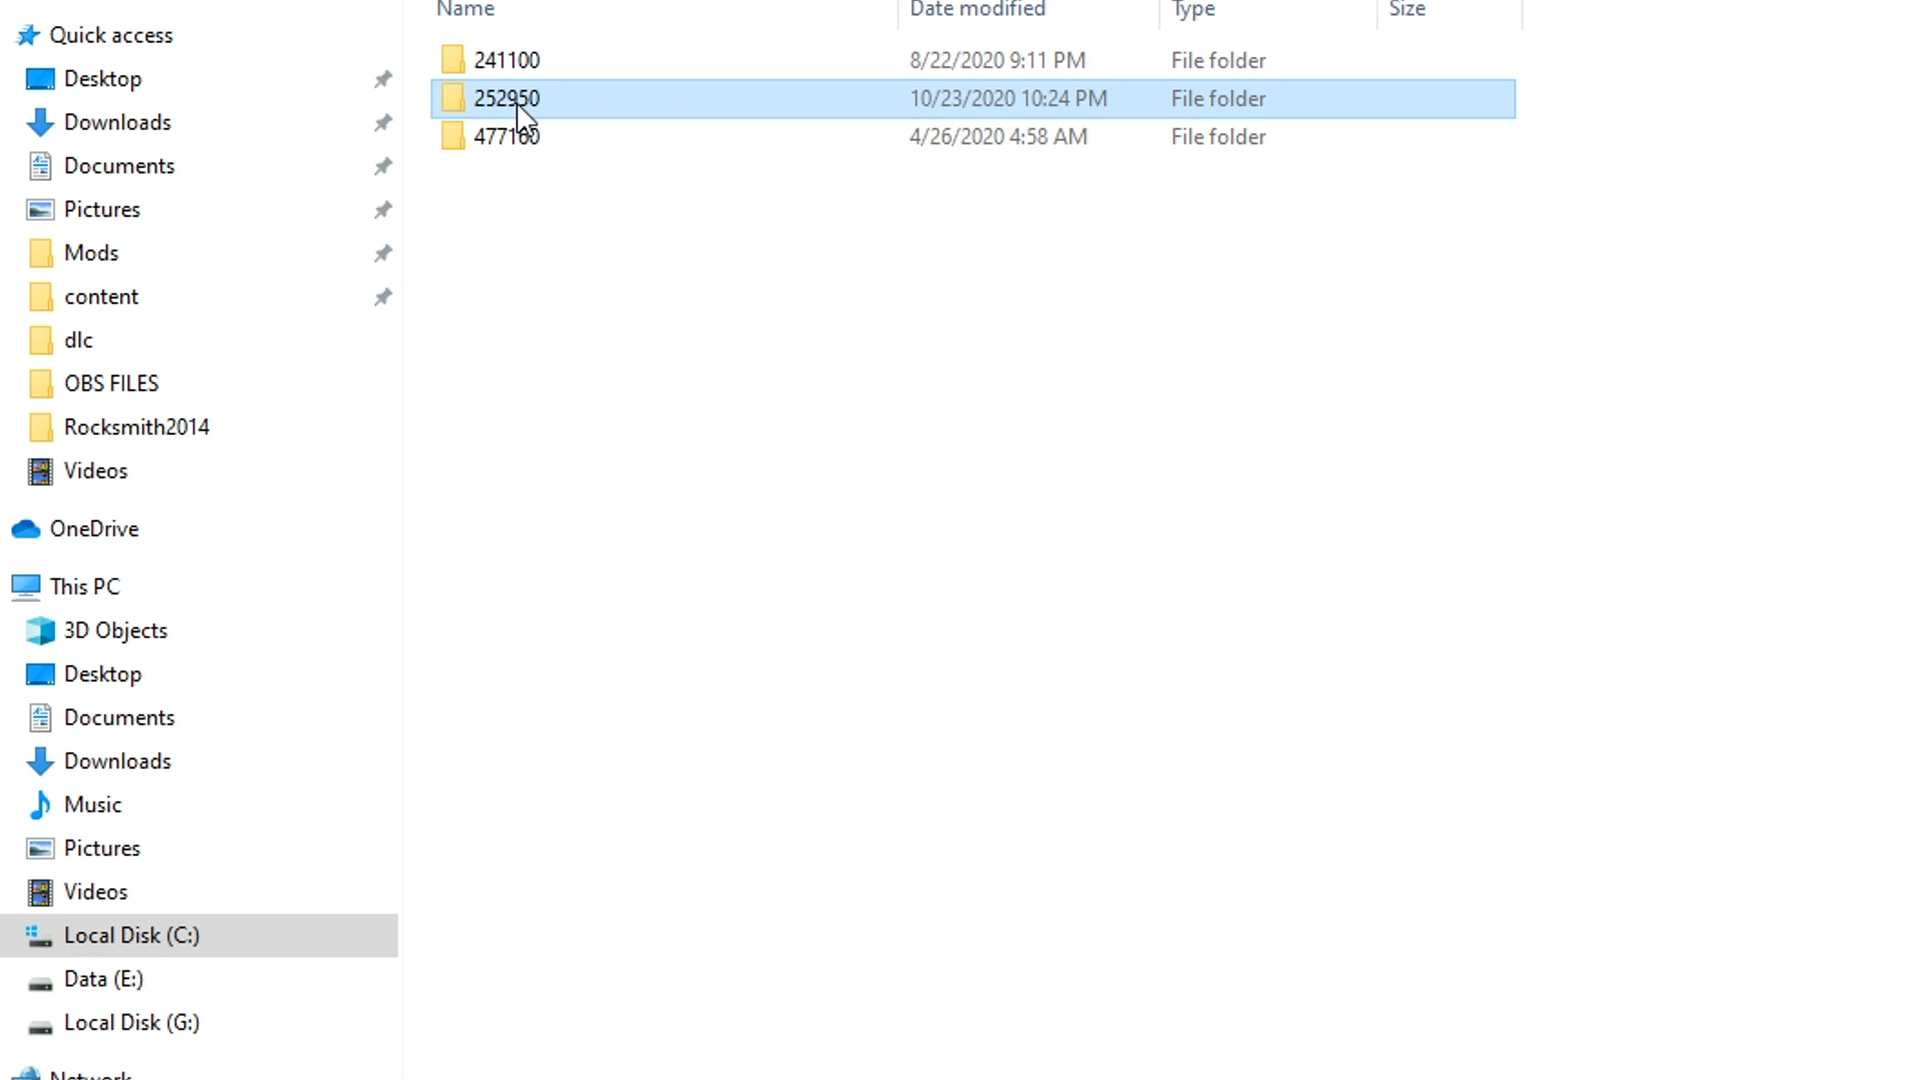 Quick access
Desktop
Downloads
Documents
Pictures
Mods
content
dlc
OBS FILES
Rocksmith2014
Videos
OneDrive
This PC
3D Objects
Desktop
Documents
Downloads
Music
Pictures
Videos
Local Disk (C:)
Data (E:)
Local Disk (G:)
Network
Name Date modified Type Size
241100 8/22/2020 9:11 PM File folder
252950 10/23/2020 10:24 PM File folder
477160 4/26/2020 4:58 AM File folder